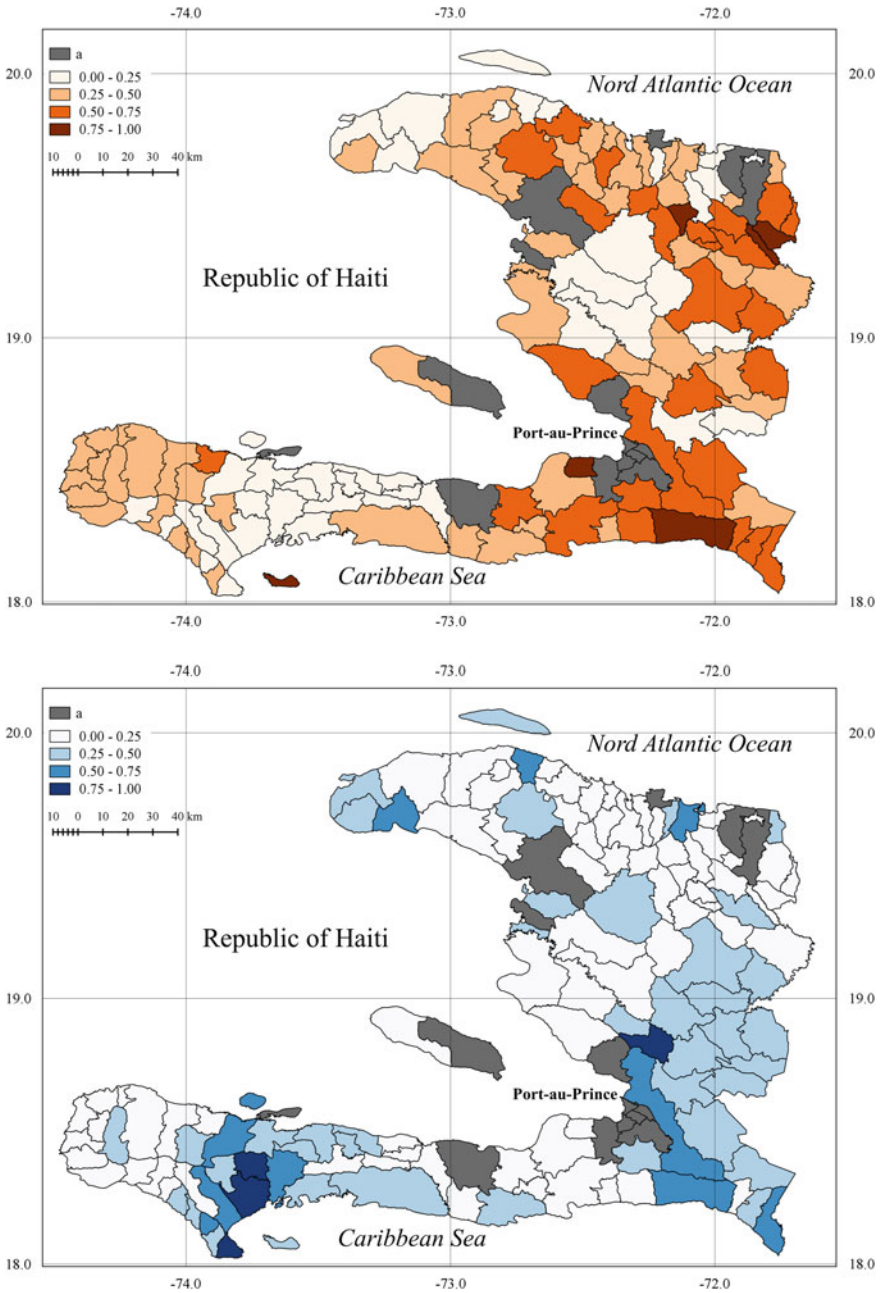 -74.0 -73.0 -72.0
a
20.0 20.0
0.00 - 0.25
Nord Atlantic Ocean
0.25 - 0.50
0.50 - 0.75
0.75 - 1.00
10 0 10 20 30 40 km
Republic of Haiti
19.0 19.0
Port-au-Prince
Caribbean Sea
18.0 18.0
-74.0 -73.0 -72.0
-74.0 -73.0 -72.0
a
20.0 20.0
0.00 - 0.25
Nord Atlantic Ocean
0.25 - 0.50
0.50 - 0.75
0.75 - 1.00
10 0 10 20 30 40 km
Republic of Haiti
19.0 19.0
Port-au-Prince
Caribbean Sea
18.0 18.0
-74.0 -73.0 -72.0